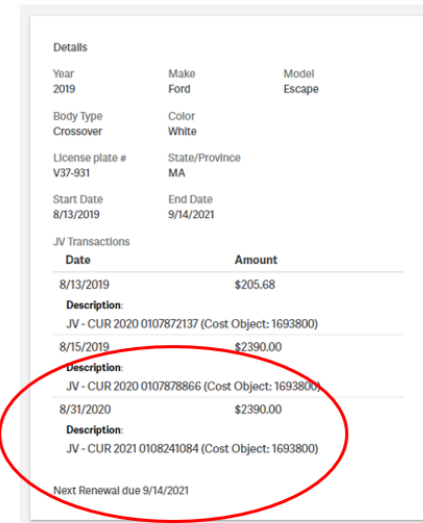 Details
Year Make Model
2019 Ford Escape
Body Type Color
Crossover White
License plate # State/Province
V37-931 MA
Start Date End Date
8/13/2019 9/14/2021
JV Transactions
Date Amount
8/13/2019 $205.68
Description:
JV - CUR 2020 0107872137 (Cost Object: 1693800)
8/15/2019 $2390.00
Description:
JV - CUR 2020 0107878866 (Cost Object: 1693800)
8/31/2020 $2390.00
Description:
JV - CUR 2021 0108241084 (Cost Object: 1693800)
Next Renewal due 9/14/2021